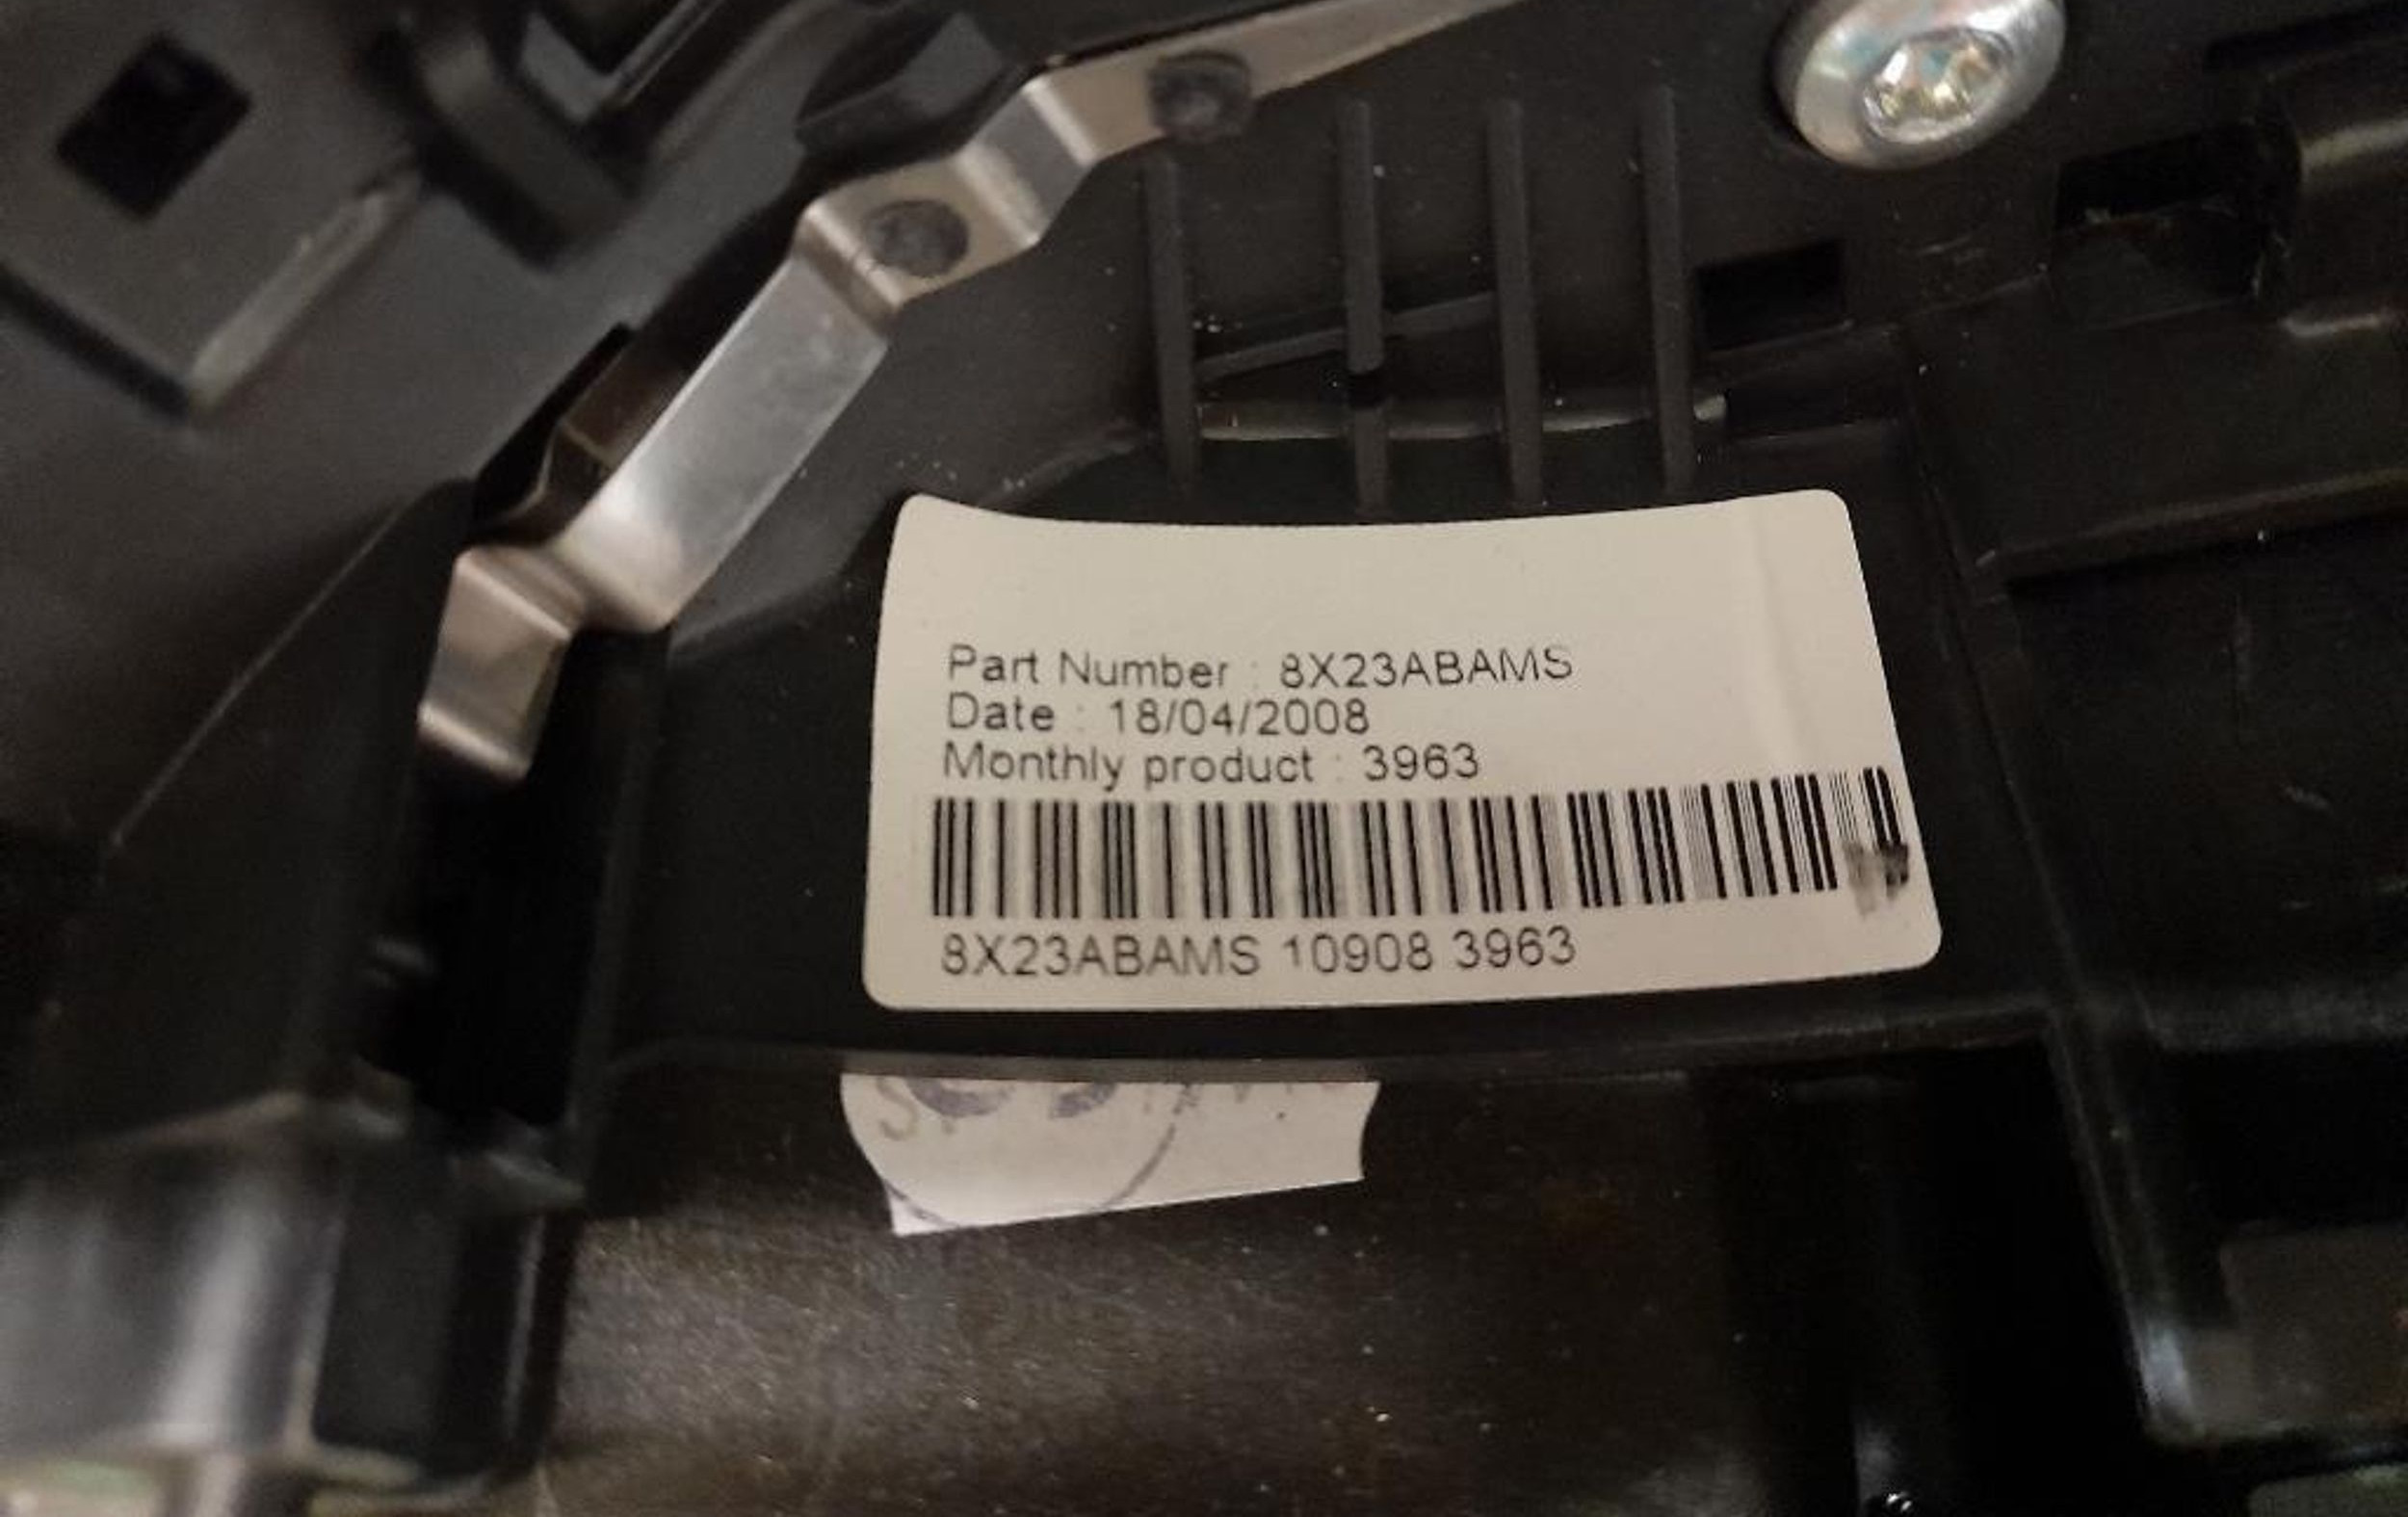 Part Number : 8X23ABAMS
Date : 18/04/2008
Monthly product : 3963
8X23ABAMS 10908 3963